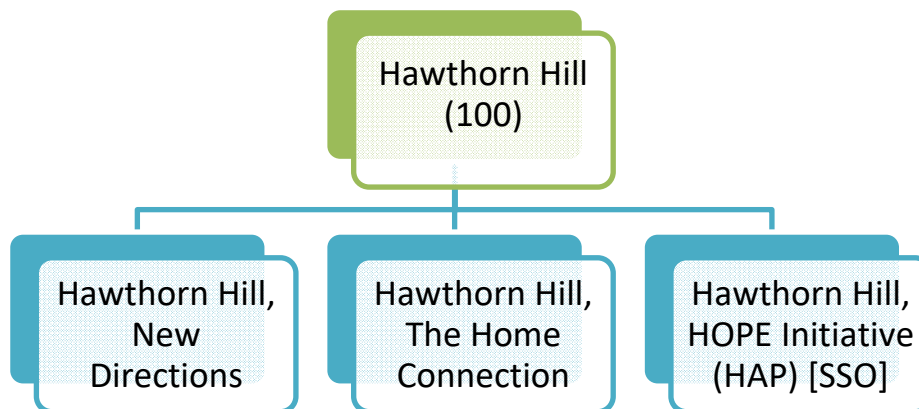 Hawthorn Hill
(100)
Hawthorn Hill,
New
Directions
Hawthorn Hill,
The Home
Connection
Hawthorn Hill,
HOPE Initiative
(HAP) [SSO]